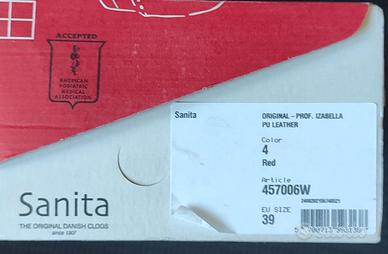 ACCEPTED
AMERICAN
PODIATRIC
MEDICAL
ASSOCIATION
Sanita
THE ORIGINAL DANISH CLOGS
since 1907
Sanita
ORIGINAL - PROF. IZABELLA
PU LEATHER
Color
4
Red
Article
457006W
EU SIZE
39